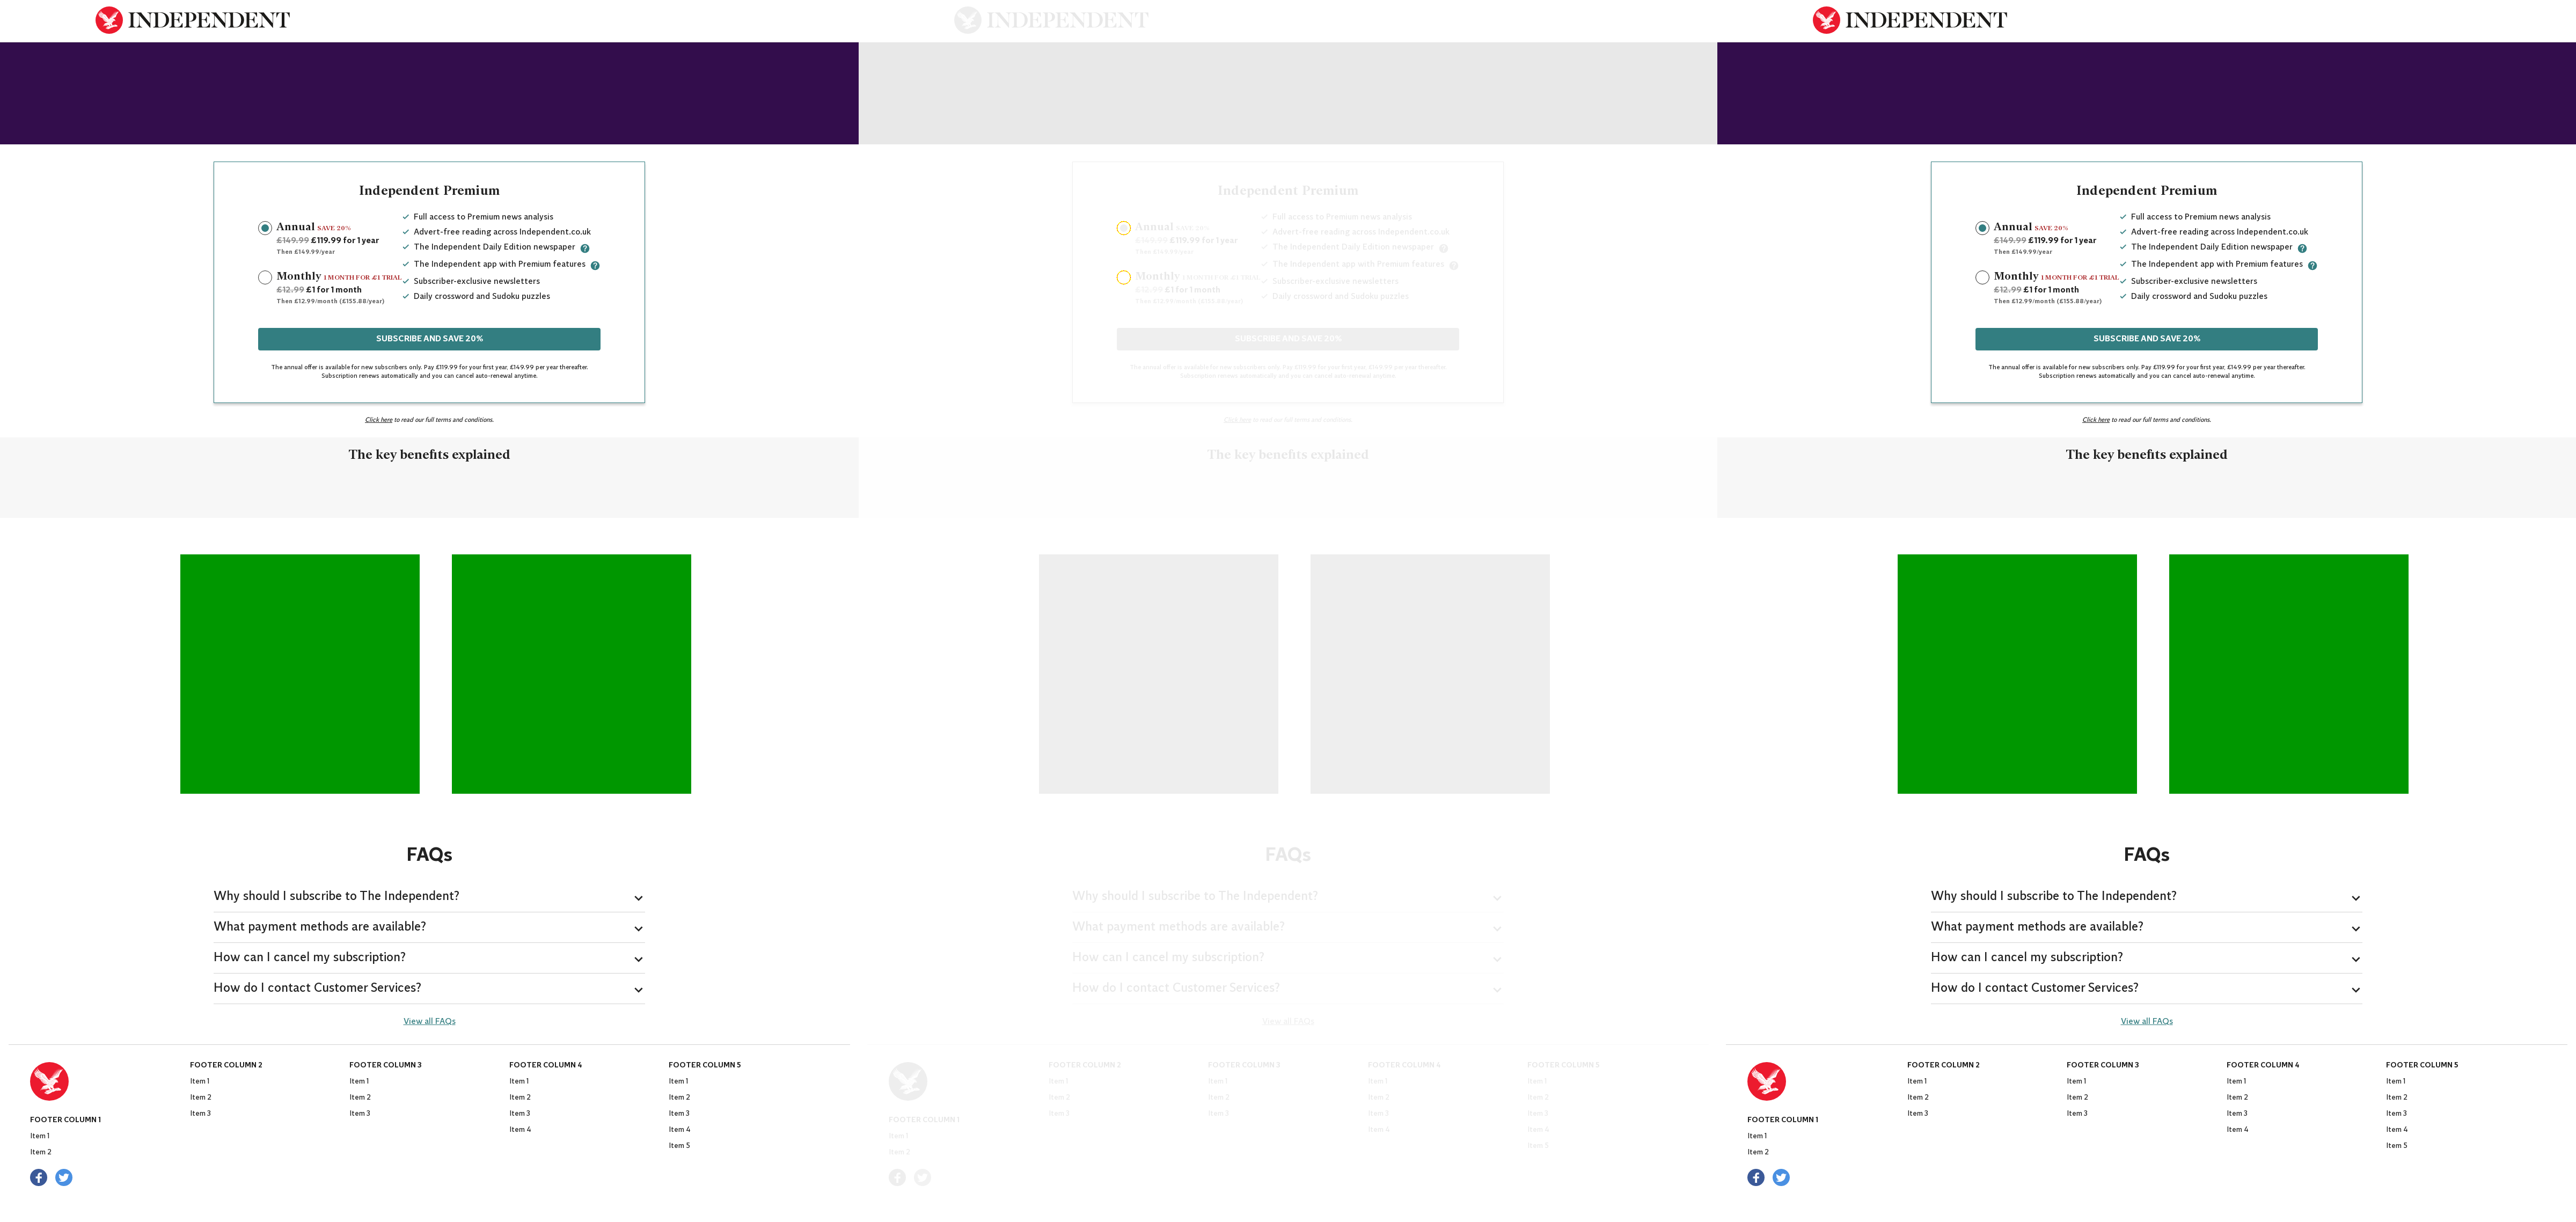 INDEPENDENT
Independent Premium
Annual SAVE 20%
£149.99 £119.99 for 1 year
Then £149.99/year
Monthly 1 MONTH FOR £1 TRIAL
£12.99 £1 for 1 month
Then £12.99/month (£155.88/year)
Full access to Premium news analysis
Advert-free reading across Independent.co.uk
The Independent Daily Edition newspaper ?
The Independent app with Premium features ?
Subscriber-exclusive newsletters
Daily crossword and Sudoku puzzles
SUBSCRIBE AND SAVE 20%
The annual offer is available for new subscribers only. Pay £119.99 for your first year, £149.99 per year thereafter.
Subscription renews automatically and you can cancel auto-renewal anytime.
Click here to read our full terms and conditions.
The key benefits explained
FAQs
Why should I subscribe to The Independent?
What payment methods are available?
How can I cancel my subscription?
How do I contact Customer Services?
View all FAQs
FOOTER COLUMN 1
Item 1
Item 2
FOOTER COLUMN 2
Item 1
Item 2
Item 3
FOOTER COLUMN 3
Item 1
Item 2
Item 3
FOOTER COLUMN 4
Item 1
Item 2
Item 3
Item 4
FOOTER COLUMN 5
Item 1
Item 2
Item 3
Item 4
Item 5
INDEPENDENT
Independent Premium
Annual SAVE 20%
£149.99 £119.99 for 1 year
Then £149.99/year
Monthly 1 MONTH FOR £1 TRIAL
£12.99 £1 for 1 month
Then £12.99/month (£155.88/year)
Full access to Premium news analysis
Advert-free reading across Independent.co.uk
The Independent Daily Edition newspaper ?
The Independent app with Premium features ?
Subscriber-exclusive newsletters
Daily crossword and Sudoku puzzles
SUBSCRIBE AND SAVE 20%
The annual offer is available for new subscribers only. Pay £119.99 for your first year, £149.99 per year thereafter.
Subscription renews automatically and you can cancel auto-renewal anytime.
Click here to read our full terms and conditions.
The key benefits explained
FAQs
Why should I subscribe to The Independent?
What payment methods are available?
How can I cancel my subscription?
How do I contact Customer Services?
View all FAQs
FOOTER COLUMN 1
Item 1
Item 2
FOOTER COLUMN 2
Item 1
Item 2
Item 3
FOOTER COLUMN 3
Item 1
Item 2
Item 3
FOOTER COLUMN 4
Item 1
Item 2
Item 3
Item 4
FOOTER COLUMN 5
Item 1
Item 2
Item 3
Item 4
Item 5
INDEPENDENT
Independent Premium
Annual SAVE 20%
£149.99 £119.99 for 1 year
Then £149.99/year
Monthly 1 MONTH FOR £1 TRIAL
£12.99 £1 for 1 month
Then £12.99/month (£155.88/year)
Full access to Premium news analysis
Advert-free reading across Independent.co.uk
The Independent Daily Edition newspaper ?
The Independent app with Premium features ?
Subscriber-exclusive newsletters
Daily crossword and Sudoku puzzles
SUBSCRIBE AND SAVE 20%
The annual offer is available for new subscribers only. Pay £119.99 for your first year, £149.99 per year thereafter.
Subscription renews automatically and you can cancel auto-renewal anytime.
Click here to read our full terms and conditions.
The key benefits explained
FAQs
Why should I subscribe to The Independent?
What payment methods are available?
How can I cancel my subscription?
How do I contact Customer Services?
View all FAQs
FOOTER COLUMN 1
Item 1
Item 2
FOOTER COLUMN 2
Item 1
Item 2
Item 3
FOOTER COLUMN 3
Item 1
Item 2
Item 3
FOOTER COLUMN 4
Item 1
Item 2
Item 3
Item 4
FOOTER COLUMN 5
Item 1
Item 2
Item 3
Item 4
Item 5